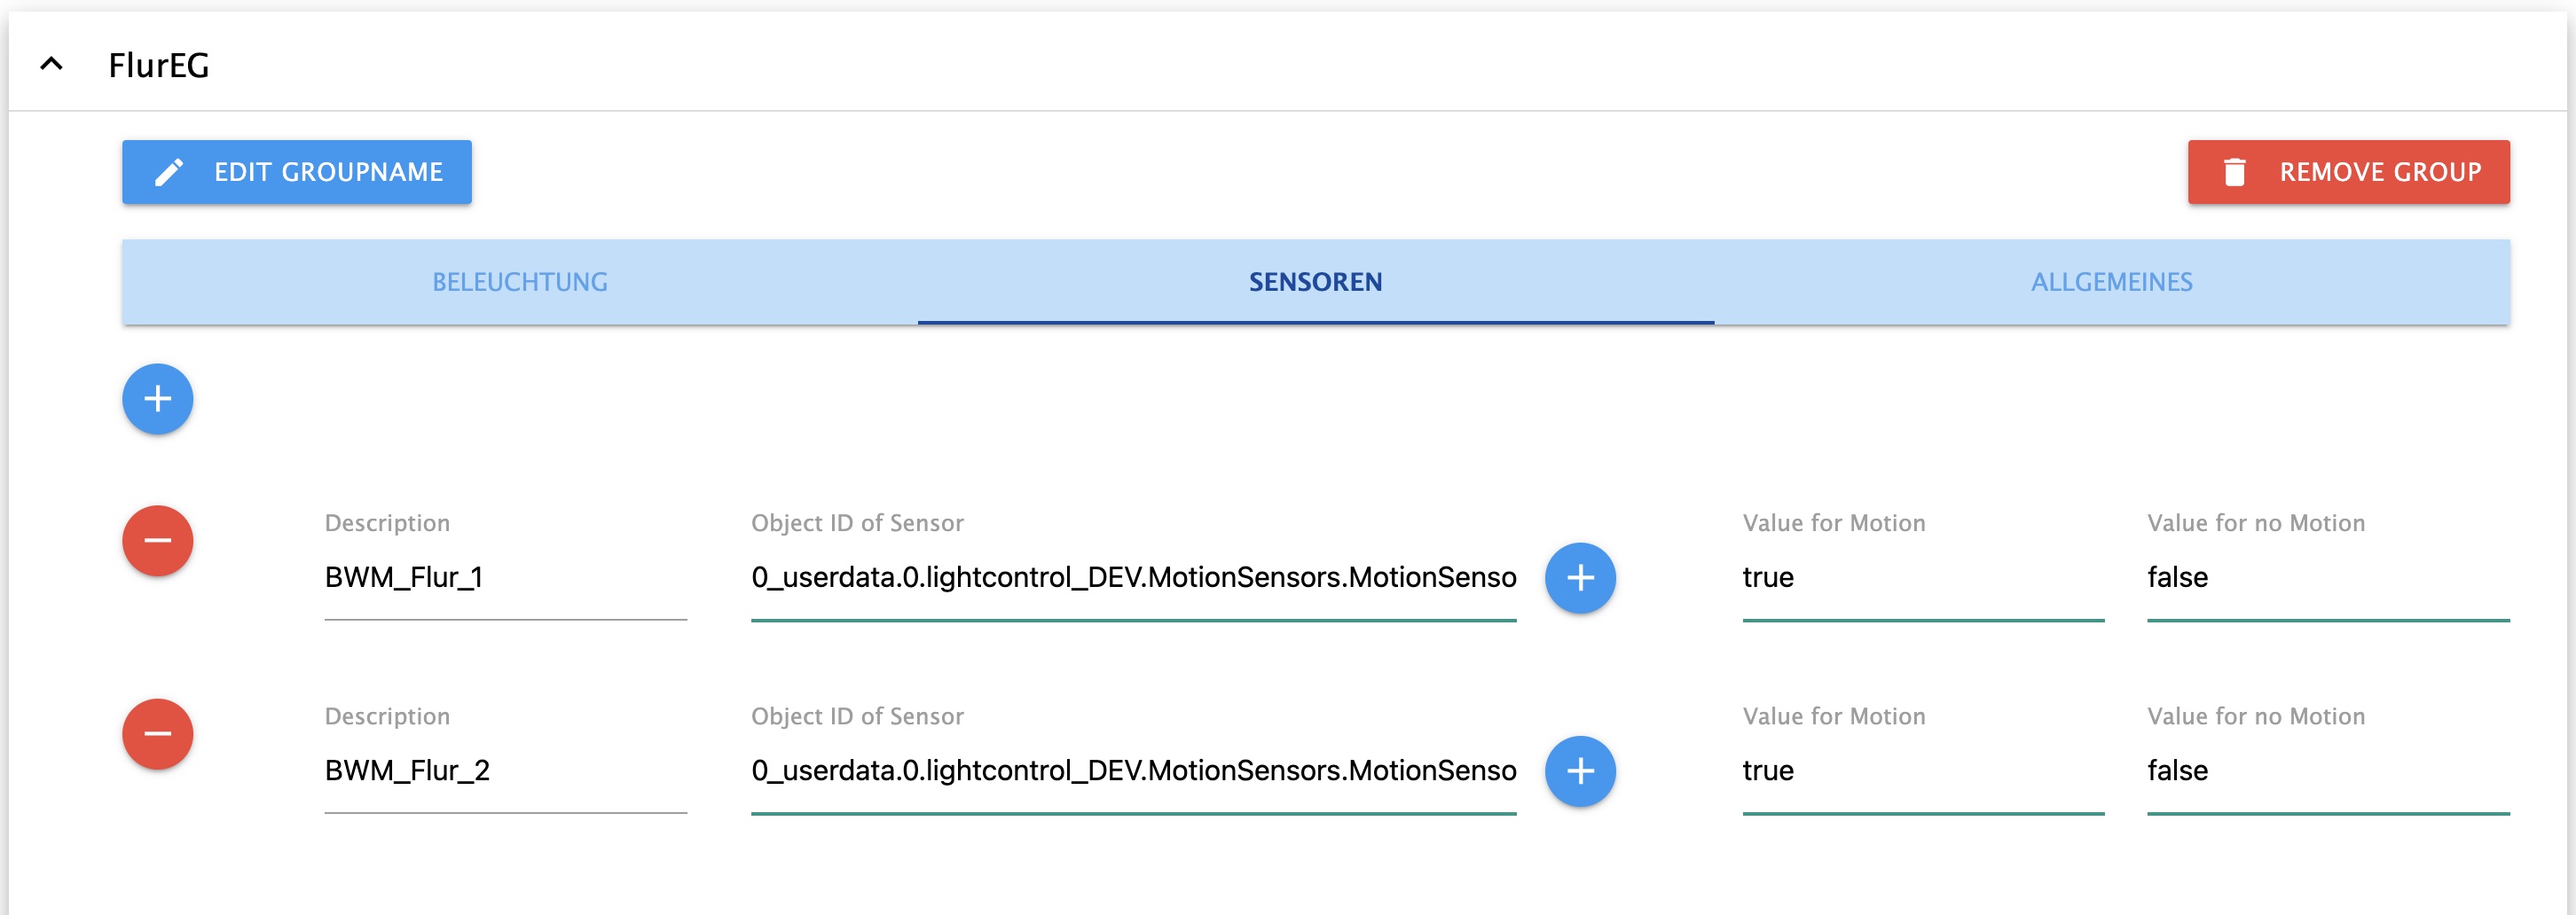 FlurEG
EDIT GROUPNAME
REMOVE GROUP
BELEUCHTUNG
SENSOREN
ALLGEMEINES
Description
Object ID of Sensor
Value for Motion
Value for no Motion
BWM_Flur_1
0_userdata.0.lightcontrol_DEV.MotionSensors.MotionSenso
true
false
Description
Object ID of Sensor
Value for Motion
Value for no Motion
BWM_Flur_2
0_userdata.0.lightcontrol_DEV.MotionSensors.MotionSenso
true
false